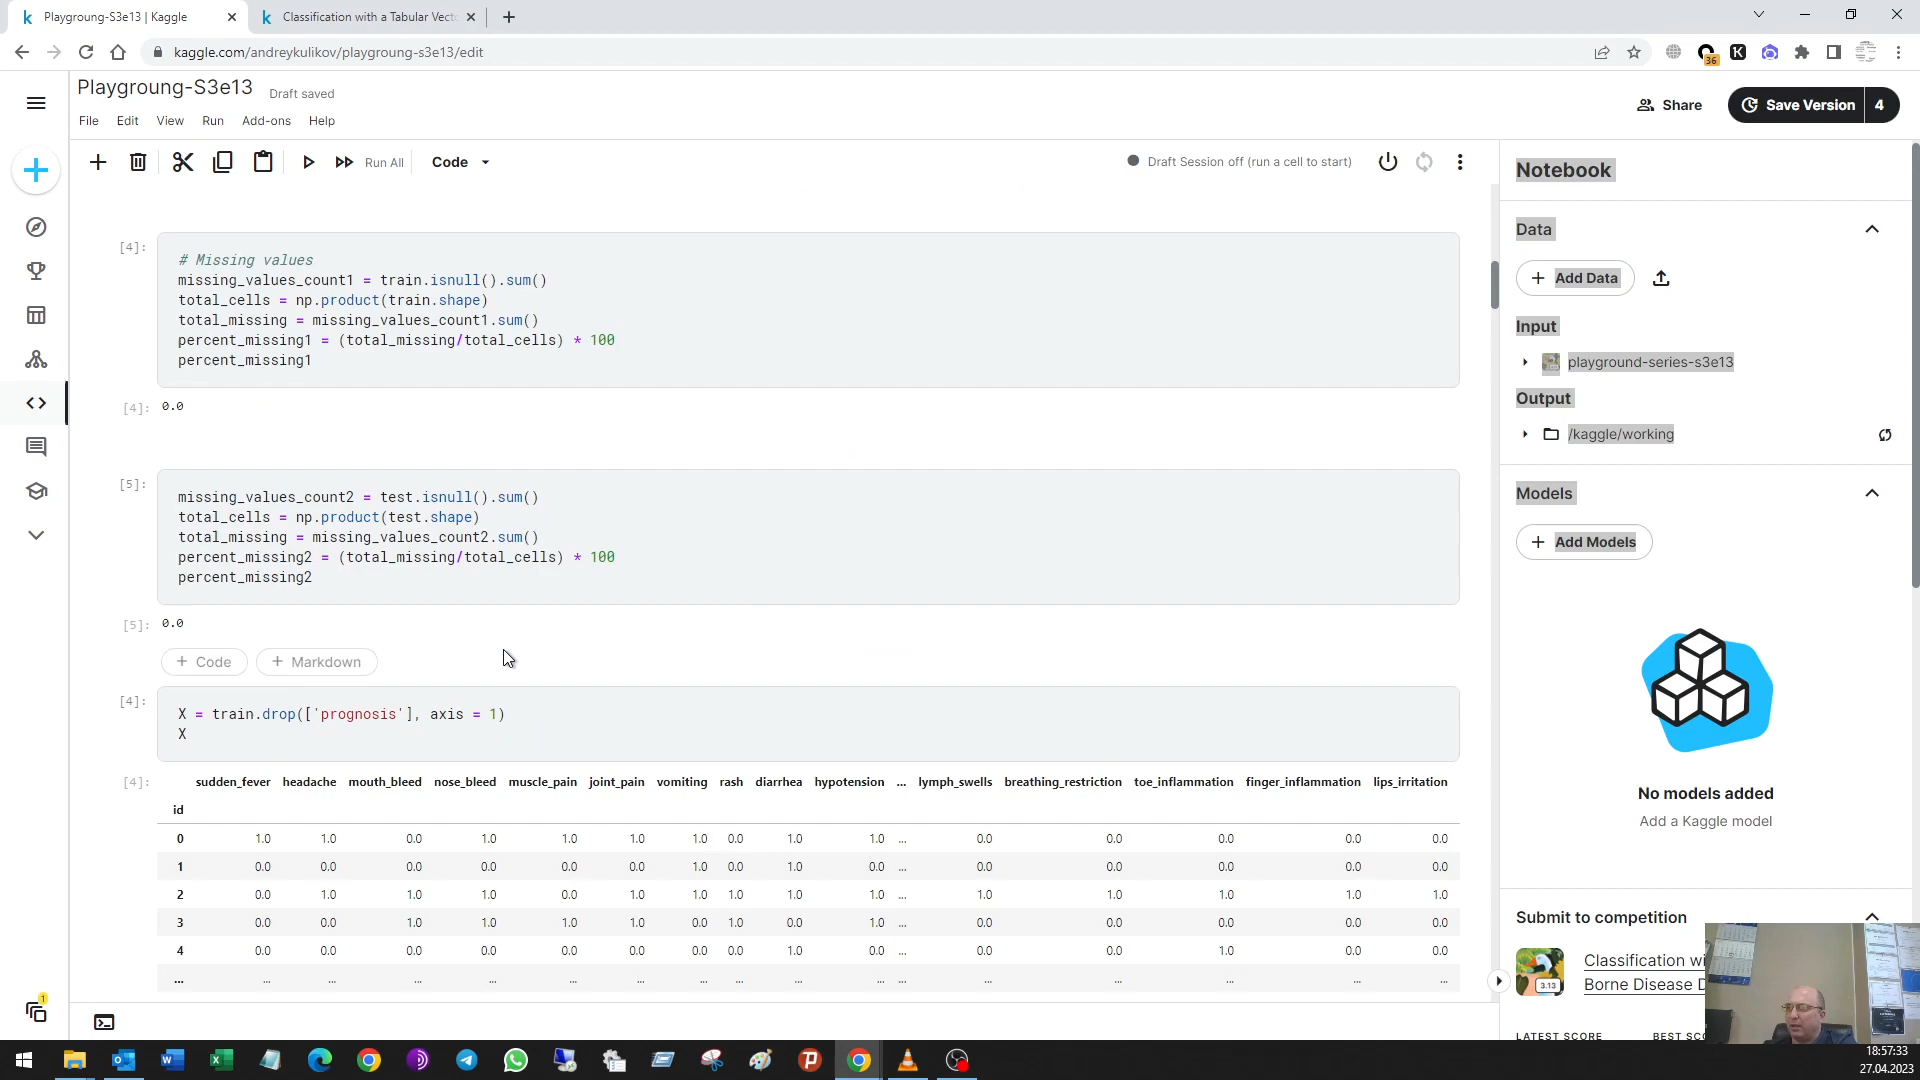 Playgroung-S3e13 | Kaggle
Classification with a Tabular Vect
kaggle.com/andreykulikov/playgroung-s3e13/edit
36
Playgroung-S3e13
Draft saved
File Edit View Run Add-ons Help
Share
Save Version 4
Run All
Code
Draft Session off (run a cell to start)
[4]:
# Missing values
missing_values_count1 = train.isnull().sum()
total_cells = np.product(train.shape)
total_missing = missing_values_count1.sum()
percent_missing1 = (total_missing/total_cells) * 100
percent_missing1
[4]: 0.0
[5]:
missing_values_count2 = test.isnull().sum()
total_cells = np.product(test.shape)
total_missing = missing_values_count2.sum()
percent_missing2 = (total_missing/total_cells) * 100
percent_missing2
[5]: 0.0
+ Code + Markdown
[4]:
X = train.drop(['prognosis'], axis = 1)
X
[4]: sudden_fever headache mouth_bleed nose_bleed muscle_pain joint_pain vomiting rash diarrhea hypotension ... lymph_swells breathing_restriction toe_inflammation finger_inflammation lips_irritation
id
0 1.0 1.0 0.0 1.0 1.0 1.0 1.0 0.0 1.0 1.0 ... 0.0 0.0 0.0 0.0 0.0
1 0.0 0.0 0.0 0.0 0.0 0.0 1.0 0.0 1.0 0.0 ... 0.0 0.0 0.0 0.0 0.0
2 0.0 1.0 1.0 1.0 0.0 1.0 1.0 1.0 1.0 1.0 ... 1.0 1.0 1.0 1.0 1.0
3 0.0 0.0 1.0 1.0 1.0 1.0 0.0 1.0 0.0 1.0 ... 0.0 0.0 0.0 0.0 0.0
4 0.0 0.0 0.0 0.0 0.0 0.0 0.0 0.0 1.0 0.0 ... 0.0 0.0 1.0 0.0 0.0
... ... ... ... ... ... ... ... ... ... ... ... ... ... ... ... ...
Notebook
Data
+ Add Data
Input
playground-series-s3e13
Output
/kaggle/working
Models
+ Add Models
No models added
Add a Kaggle model
Submit to competition
3.13
Classification wi
Borne Disease
LATEST SCORE BEST SC
1
18:57:33
27.04.2023